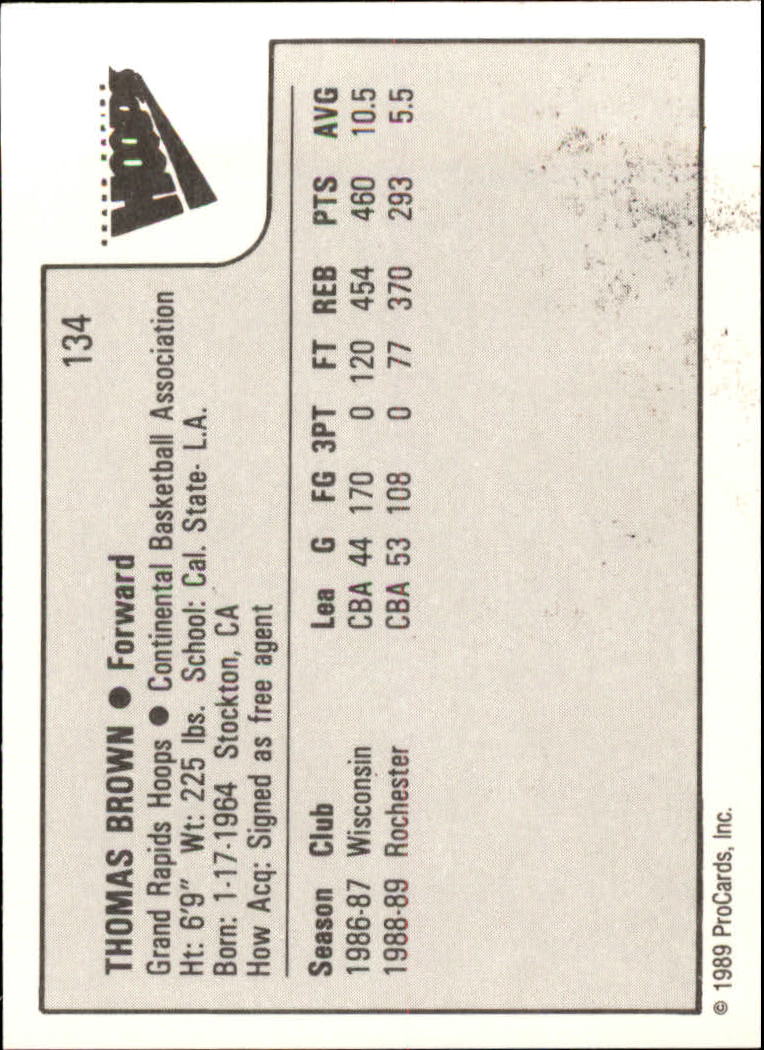 134
GRAND RAPIDS
HOOPS
THOMAS BROWN ● Forward
Grand Rapids Hoops ● Continental Basketball Association
Ht: 6'9" Wt: 225 lbs. School: Cal. State- L.A.
Born: 1-17-1964 Stockton, CA
How Acq: Signed as free agent
Season Club Lea G FG 3PT FT REB PTS AVG
1986-87 Wisconsin CBA 44 170 0 120 454 460 10.5
1988-89 Rochester CBA 53 108 0 77 370 293 5.5
© 1989 ProCards, Inc.